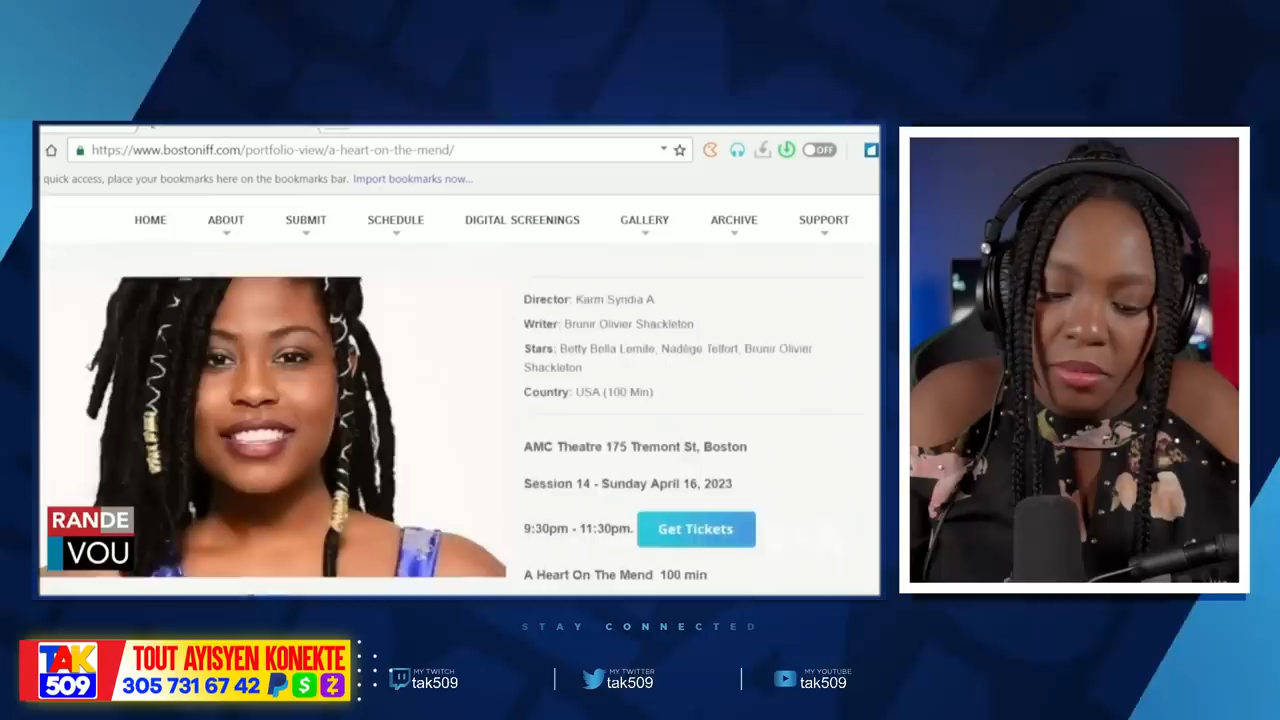 https://www.bostoniff.com/portfolio-view/a-heart-on-the-mend/
OFF
quick access, place your bookmarks here on the bookmarks bar. Import bookmarks now...
HOME ABOUT SUBMIT SCHEDULE DIGITAL SCREENINGS GALLERY ARCHIVE SUPPORT
Director: Karm Syndia A
Writer: Brunir Olivier Shackleton
Stars: Betty Bella Lemile, Nadège Telfort, Brunir Olivier
Shackleton
Country: USA (100 Min)
AMC Theatre 175 Tremont St, Boston
Session 14 - Sunday April 16, 2023
9:30pm - 11:30pm. Get Tickets
A Heart On The Mend 100 min
RANDE
VOU
STAY CONNECTED
TAK
509
TOUT AYISYEN KONEKTE
305 731 67 42
MY TWITCH
tak509
MY TWITTER
tak509
MY YOUTUBE
tak509